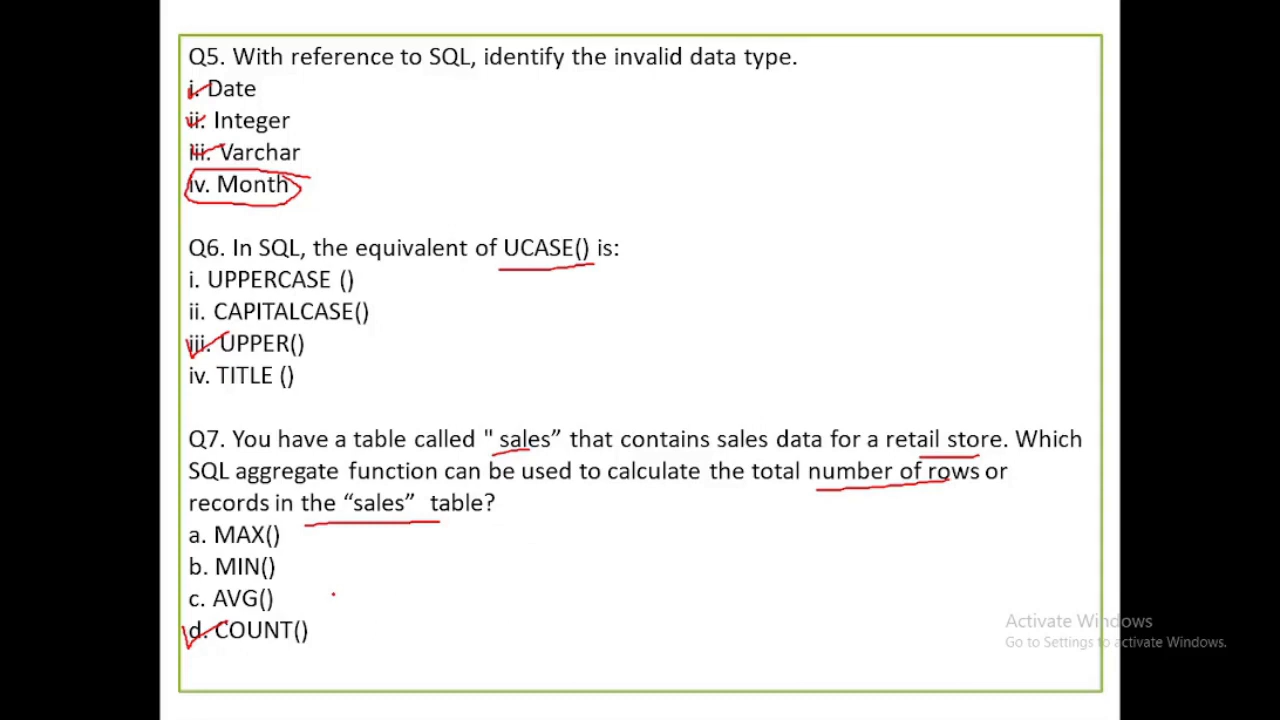 Q5. With reference to SQL, identify the invalid data type.
i. Date
ii. Integer
iii. Varchar
iv. Month
Q6. In SQL, the equivalent of UCASE() is:
i. UPPERCASE ()
ii. CAPITALCASE()
iii. UPPER()
iv. TITLE ()
Q7. You have a table called " sales” that contains sales data for a retail store. Which
SQL aggregate function can be used to calculate the total number of rows or
records in the “sales” table?
a. MAX()
b. MIN()
c. AVG()
d. COUNT()
Activate Windows
Go to Settings to activate Windows.